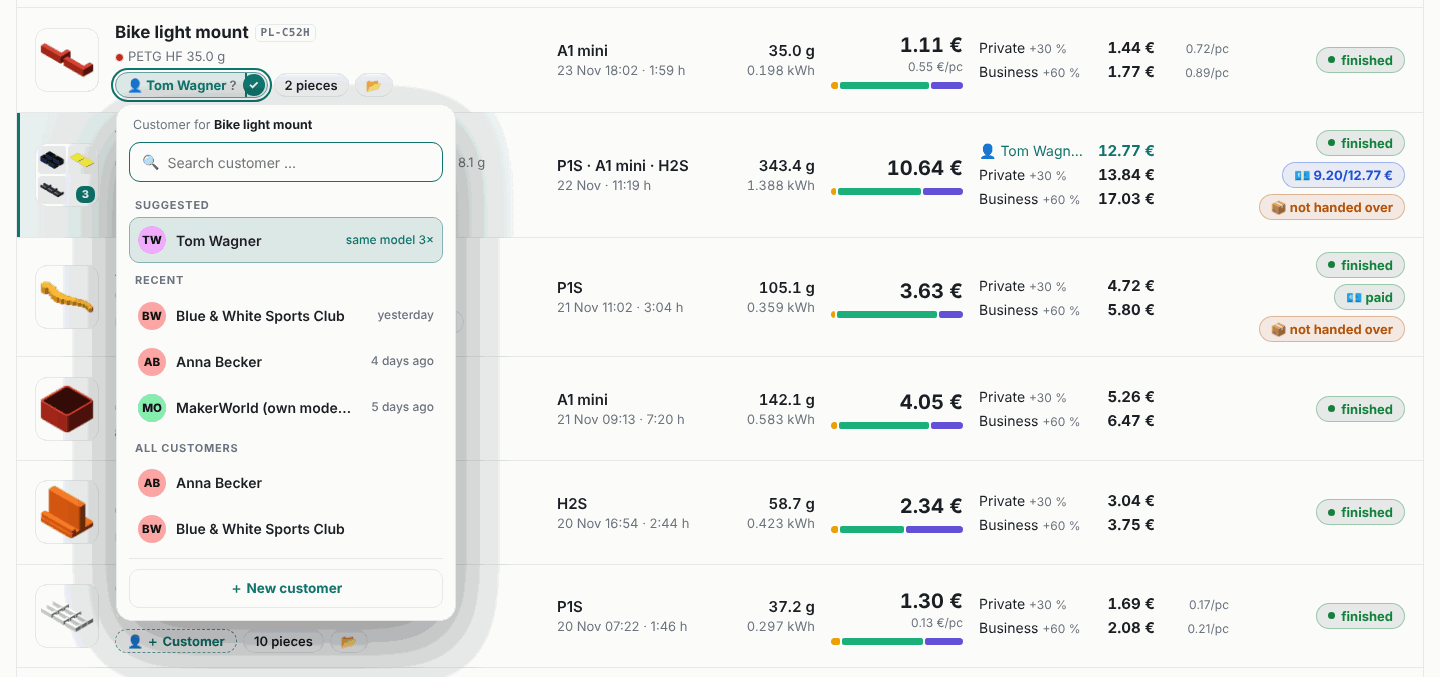 Bike light mount PL-C52H
PETG HF 35.0 g
Tom Wagner ? 2 pieces
A1 mini
23 Nov 18:02 · 1:59 h
35.0 g
0.198 kWh
1.11 €
0.55 €/pc
Private +30 % 1.44 € 0.72/pc
Business +60 % 1.77 € 0.89/pc
finished
Customer for Bike light mount
Search customer ...
SUGGESTED
TW Tom Wagner same model 3×
RECENT
BW Blue & White Sports Club yesterday
AB Anna Becker 4 days ago
MO MakerWorld (own mode... 5 days ago
ALL CUSTOMERS
AB Anna Becker
BW Blue & White Sports Club
+ New customer
3
8.1 g
P1S · A1 mini · H2S
22 Nov · 11:19 h
343.4 g
1.388 kWh
10.64 €
Tom Wagn... 12.77 €
Private +30 % 13.84 €
Business +60 % 17.03 €
finished
9.20/12.77 €
not handed over
P1S
21 Nov 11:02 · 3:04 h
105.1 g
0.359 kWh
3.63 €
Private +30 % 4.72 €
Business +60 % 5.80 €
finished
paid
not handed over
A1 mini
21 Nov 09:13 · 7:20 h
142.1 g
0.583 kWh
4.05 €
Private +30 % 5.26 €
Business +60 % 6.47 €
finished
H2S
20 Nov 16:54 · 2:44 h
58.7 g
0.423 kWh
2.34 €
Private +30 % 3.04 €
Business +60 % 3.75 €
finished
+ Customer 10 pieces
P1S
20 Nov 07:22 · 1:46 h
37.2 g
0.297 kWh
1.30 €
0.13 €/pc
Private +30 % 1.69 € 0.17/pc
Business +60 % 2.08 € 0.21/pc
finished